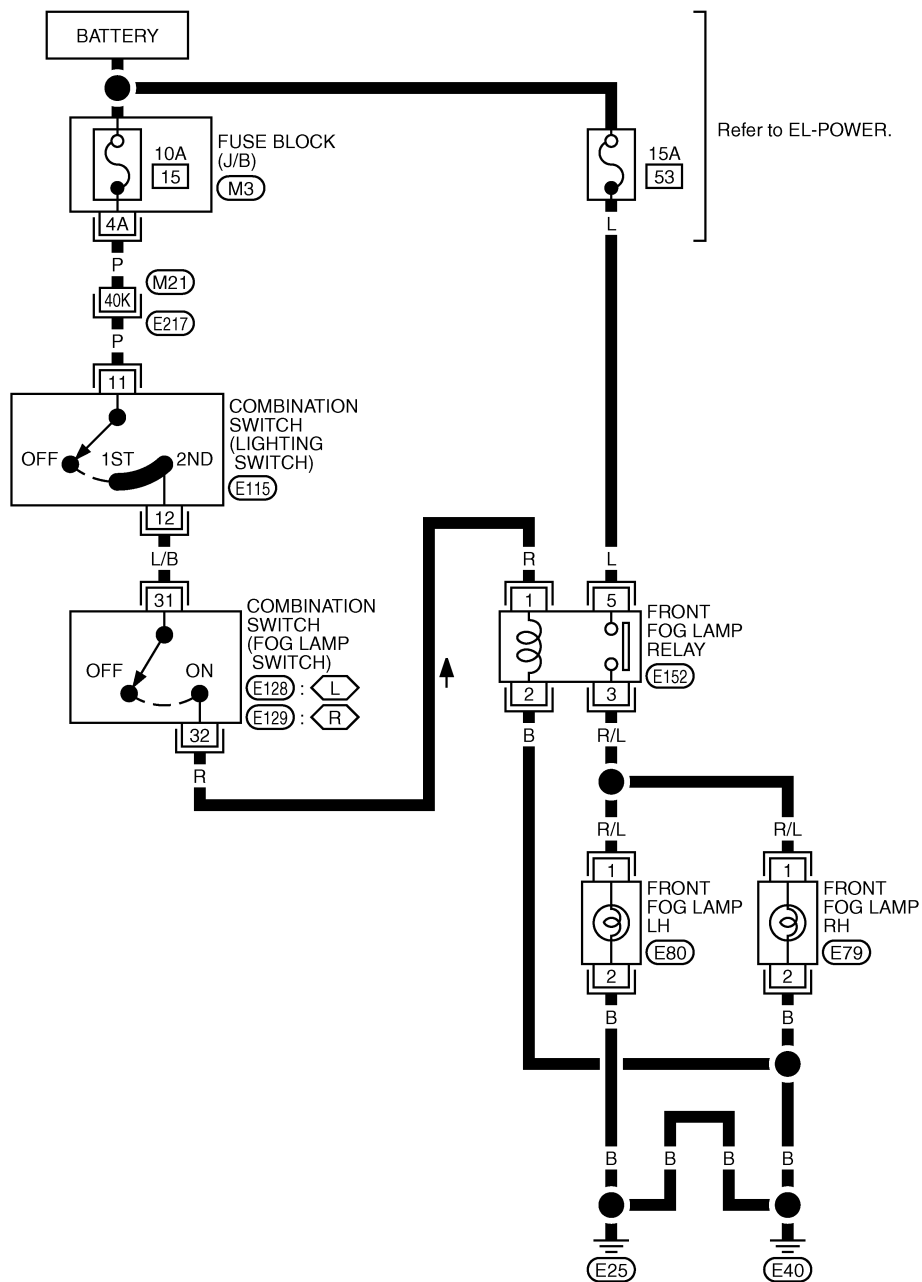 BATTERY
Refer to EL-POWER.
10A
15
FUSE BLOCK
(J/B)
M3
15A
53
4A
L
P
M21
40K
E217
P
11
COMBINATION
SWITCH
(LIGHTING
SWITCH)
OFF
1ST
2ND
E115
12
L/B
R
L
31
1
5
COMBINATION
SWITCH
(FOG LAMP
SWITCH)
FRONT
FOG LAMP
RELAY
OFF
ON
E128 : L
E129 : R
E152
2
3
32
B
R/L
R
R/L
R/L
1
1
FRONT
FOG LAMP
LH
FRONT
FOG LAMP
RH
E80
E79
2
2
B
B
B
B
B
B
E25
E40